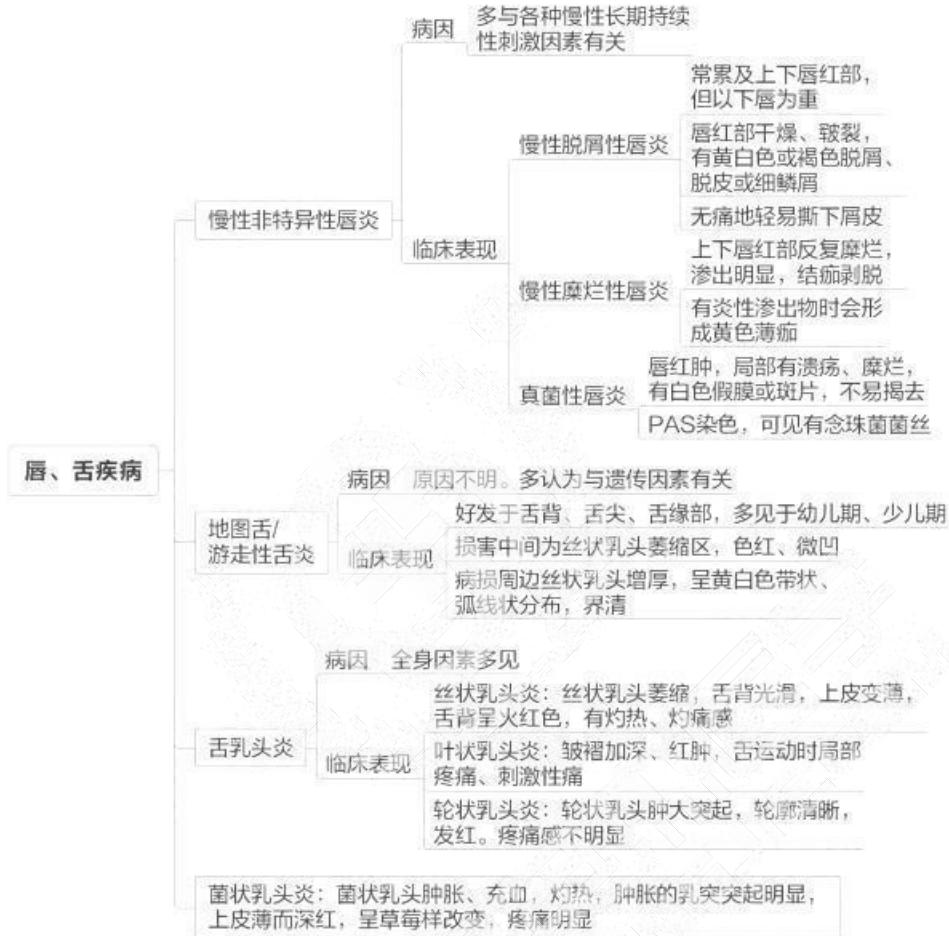 唇、舌疾病
慢性非特异性唇炎
病因
多与各种慢性长期持续
性刺激因素有关
临床表现
慢性脱屑性唇炎
常累及上下唇红部，
但以下唇为重
唇红部干燥、皲裂，
有黄白色或褐色脱屑、
脱皮或细鳞屑
无痛地轻易撕下屑皮
慢性糜烂性唇炎
上下唇红部反复糜烂，
渗出明显，结痂剥脱
有炎性渗出物时会形
成黄色薄痂
真菌性唇炎
唇红肿，局部有溃疡、糜烂，
有白色假膜或斑片，不易揭去
PAS染色，可见有念珠菌菌丝
地图舌/
游走性舌炎
病因
原因不明。多认为与遗传因素有关
临床表现
好发于舌背、舌尖、舌缘部，多见于幼儿期、少儿期
损害中间为丝状乳头萎缩区，色红、微凹
病损周边丝状乳头增厚，呈黄白色带状、
弧线状分布，界清
舌乳头炎
病因
全身因素多见
临床表现
丝状乳头炎：丝状乳头萎缩，舌背光滑，上皮变薄，
舌背呈火红色，有灼热、灼痛感
叶状乳头炎：皱褶加深、红肿，舌运动时局部
疼痛、刺激性痛
轮状乳头炎：轮状乳头肿大突起，轮廓清晰，
发红。疼痛感不明显
菌状乳头炎：菌状乳头肿胀、充血，灼热，肿胀的乳突突起明显，
上皮薄而深红，呈草莓样改变，疼痛明显